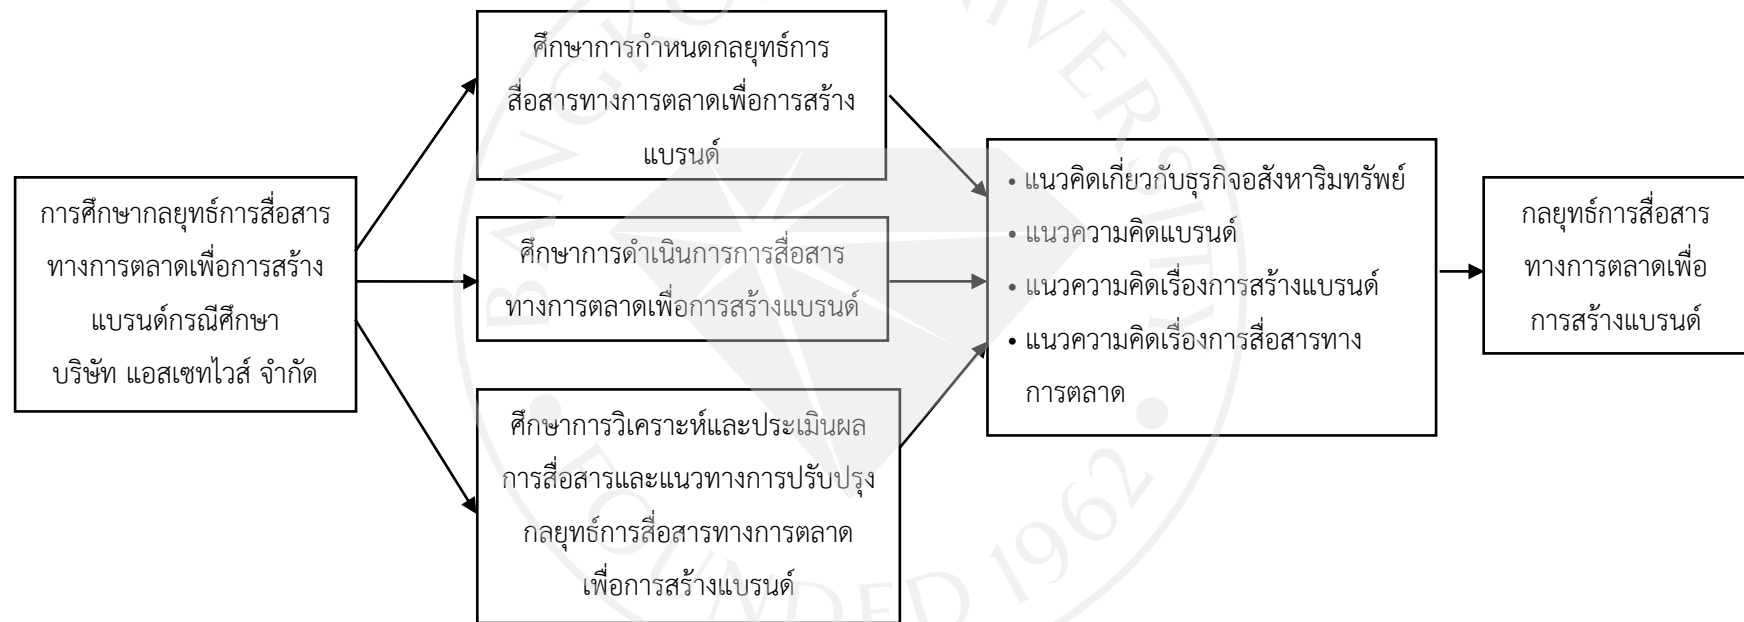 ศึกษาการกำหนดกลยุทธ์การ
สื่อสารทางการตลาดเพื่อการสร้าง
แบรนด์
การศึกษากลยุทธ์การสื่อสาร
ทางการตลาดเพื่อการสร้าง
แบรนด์กรณีศึกษา
บริษัท แอสเซทไวส์ จำกัด
ศึกษาการดำเนินการการสื่อสาร
ทางการตลาดเพื่อการสร้างแบรนด์
ศึกษาการวิเคราะห์และประเมินผล
การสื่อสารและแนวทางการปรับปรุง
กลยุทธ์การสื่อสารทางการตลาด
เพื่อการสร้างแบรนด์
• แนวคิดเกี่ยวกับธุรกิจอสังหาริมทรัพย์
• แนวความคิดแบรนด์
• แนวความคิดเรื่องการสร้างแบรนด์
• แนวความคิดเรื่องการสื่อสารทาง
การตลาด
กลยุทธ์การสื่อสาร
ทางการตลาดเพื่อ
การสร้างแบรนด์
FOUNDED 1962